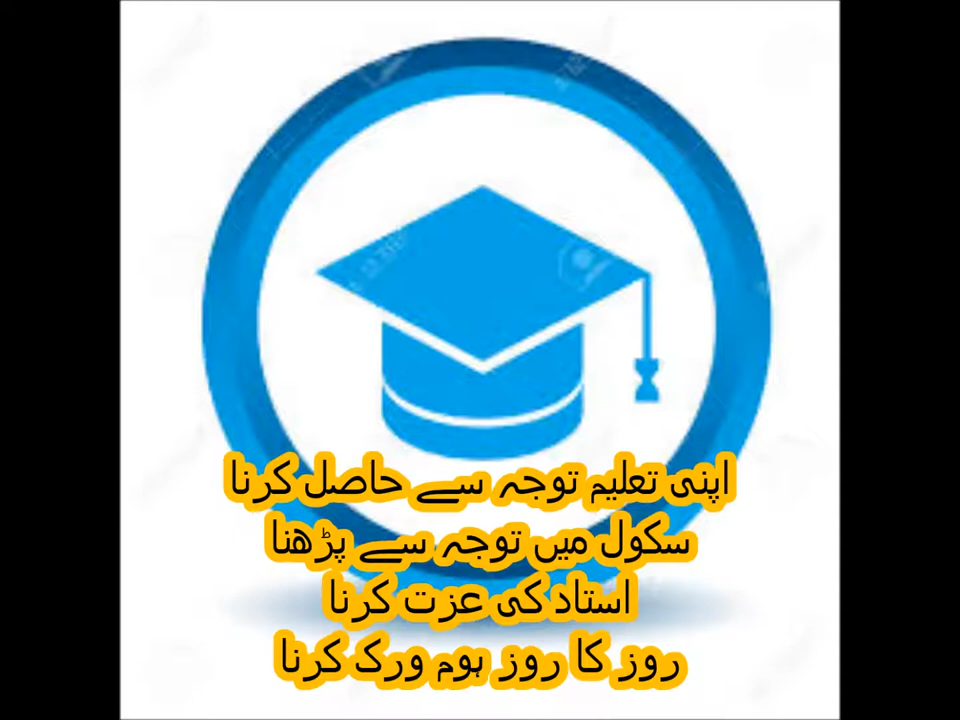 اپنی تعلیم توجہ سے حاصل کرنا
سکول میں توجہ سے پڑھنا
استاد کی عزت کرنا
روز کا روز ہوم ورک کرنا